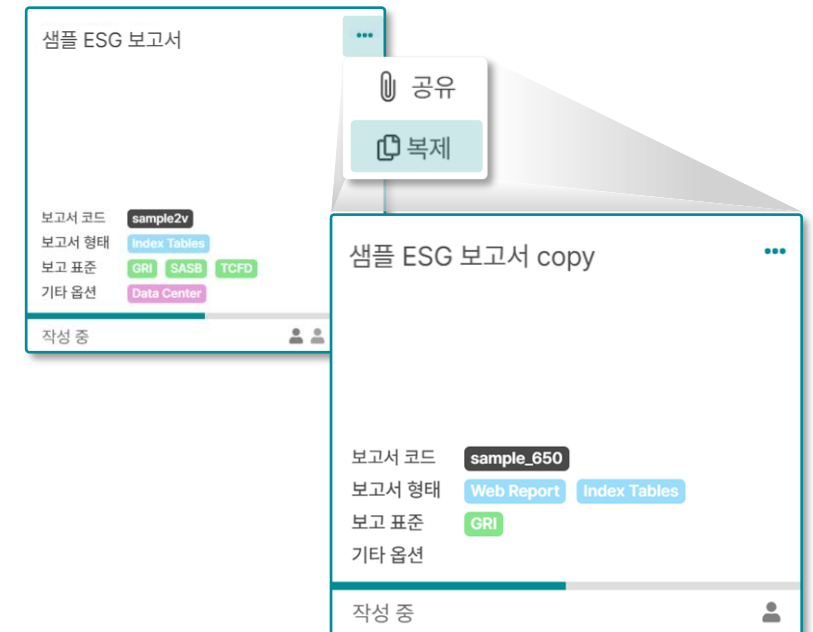 샘플 ESG 보고서
공유
복제
보고서 코드 sample2v
보고서 형태 Index Tables
보고 표준 GRI SASB TCFD
기타 옵션 Data Center
작성 중
샘플 ESG 보고서 copy
보고서 코드 sample_650
보고서 형태 Web Report Index Tables
보고 표준 GRI
기타 옵션
작성 중